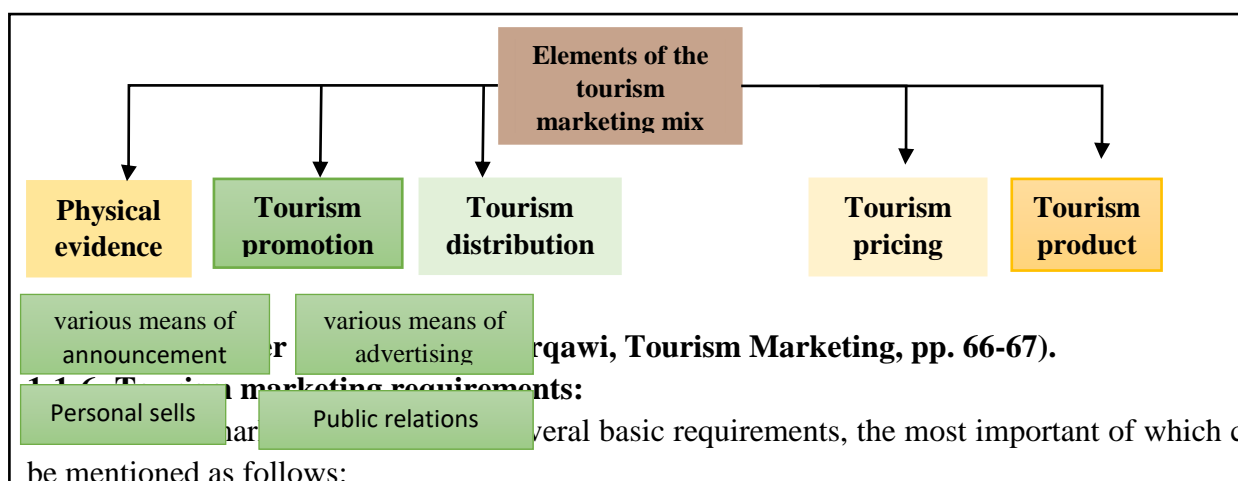 Elements of the
tourism
marketing mix
Physical
evidence
Tourism
promotion
Tourism
distribution
Tourism
pricing
Tourism
product
various means of
announcement
various means of
advertising
rqawi, Tourism Marketing, pp. 66-67).
marketing requirements:
Personal sells
Public relations
veral basic requirements, the most important of which c
be mentioned as follows: